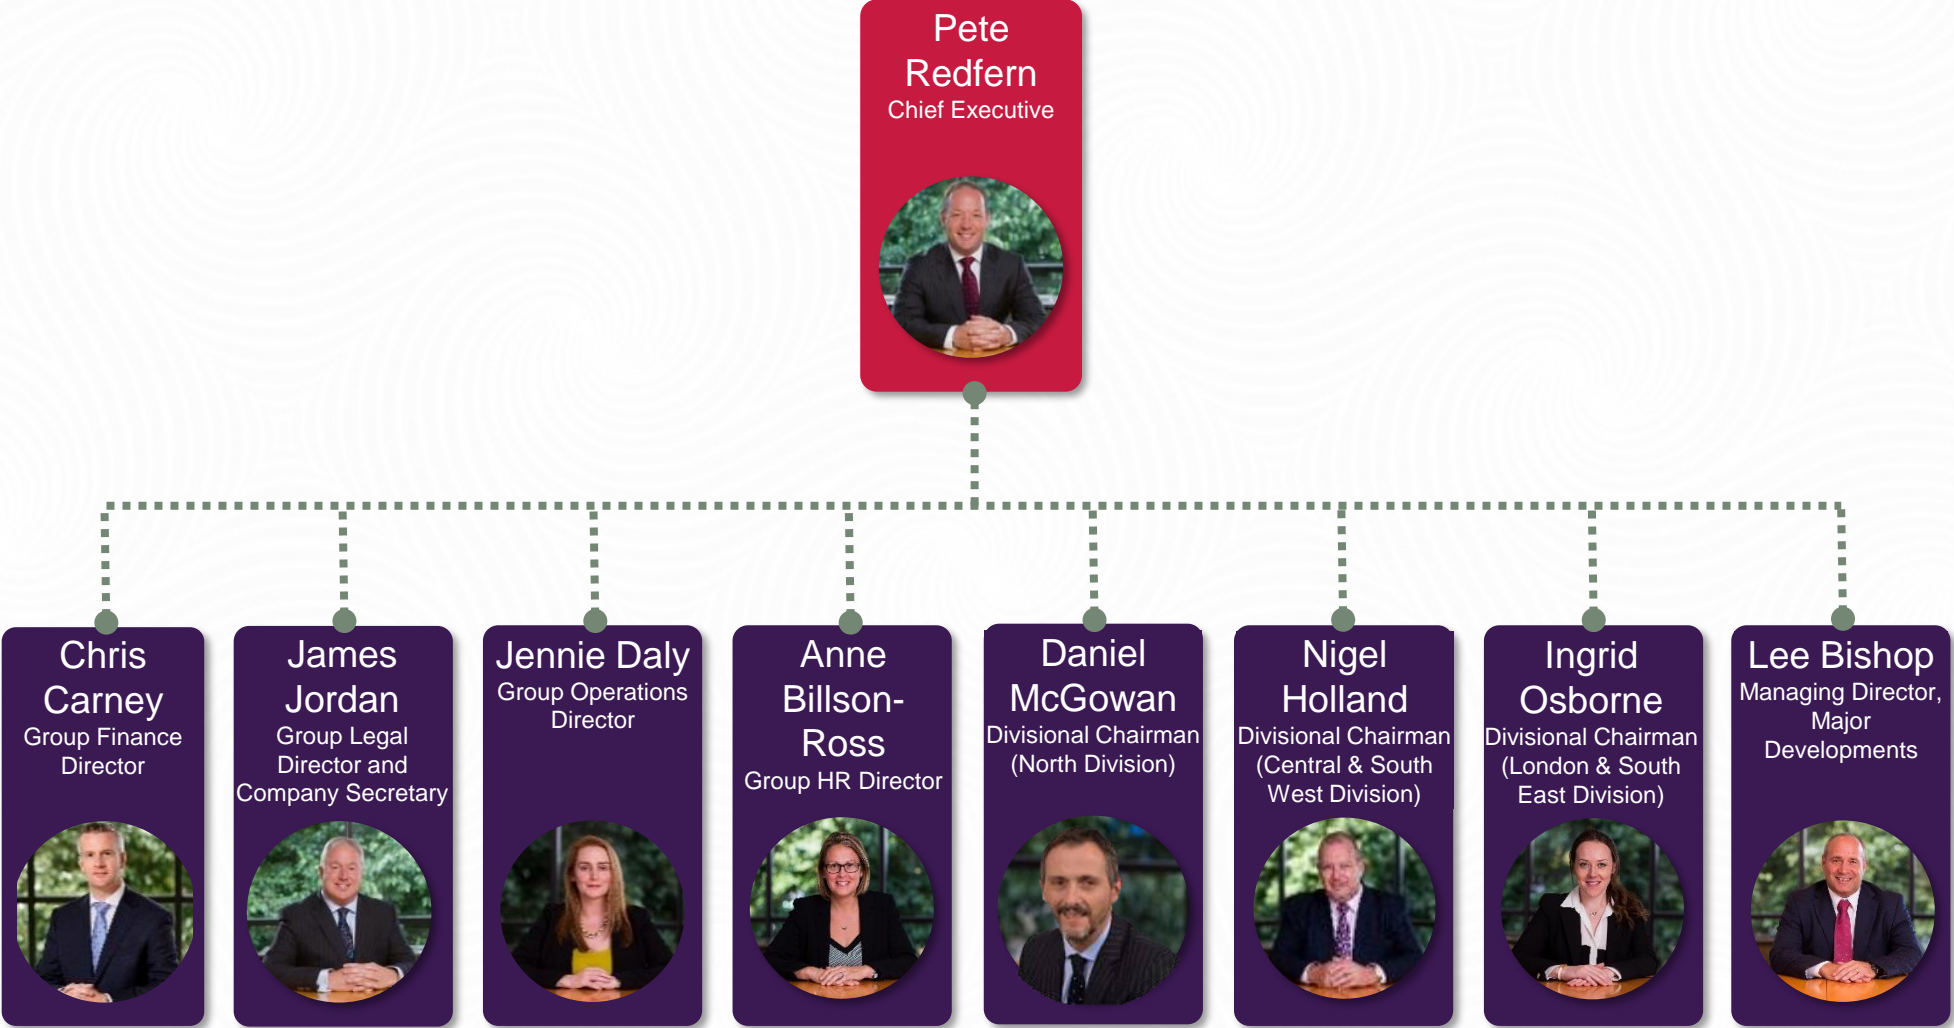 Pete
Redfern
Chief Executive
Chris
Carney
Group Finance
Director
James
Jordan
Group Legal
Director and
Company Secretary
Jennie Daly
Group Operations
Director
Anne
Billson-
Ross
Group HR Director
Daniel
McGowan
Divisional Chairman
(North Division)
Nigel
Holland
Divisional Chairman
(Central & South
West Division)
Ingrid
Osborne
Divisional Chairman
(London & South
East Division)
Lee Bishop
Managing Director,
Major
Developments